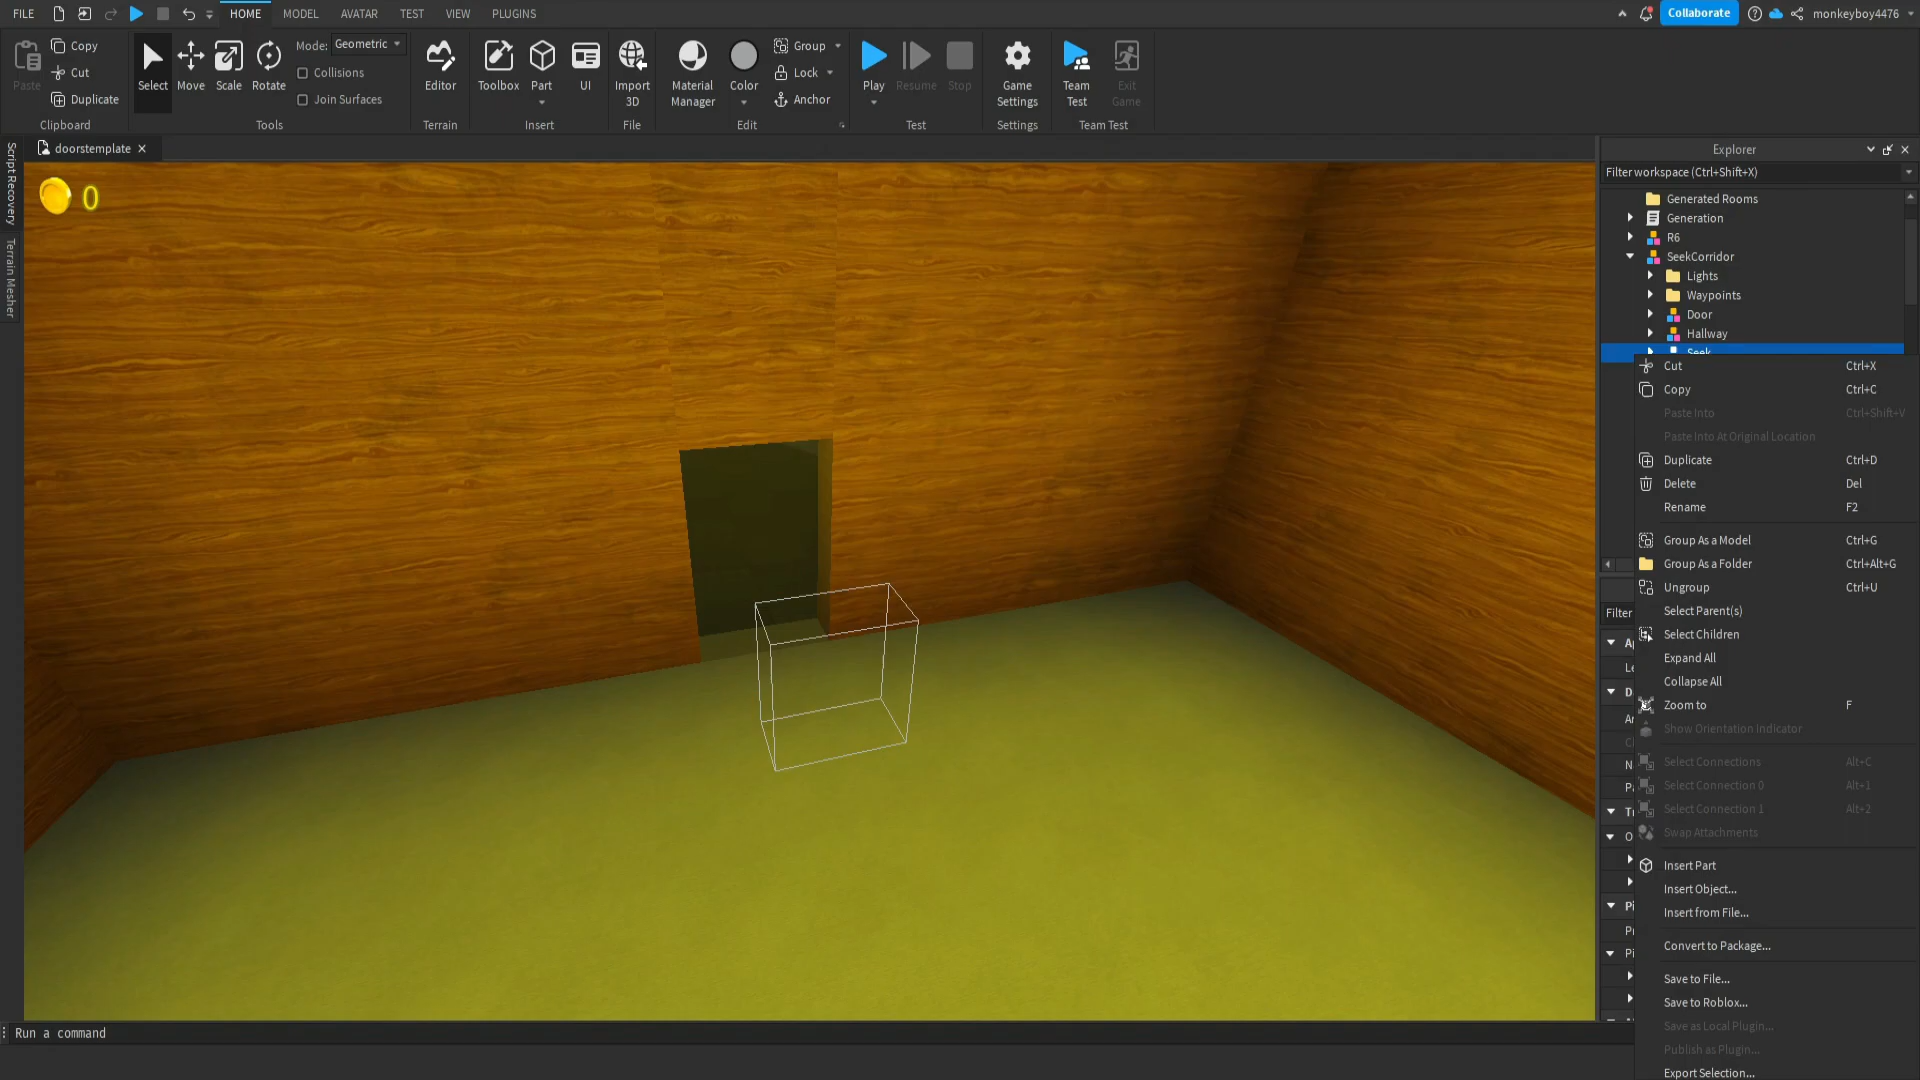 FILE
HOME
MODEL
AVATAR
TEST
VIEW
PLUGINS
Collaborate
monkeyboy4476
Paste
Copy
Cut
Duplicate
Clipboard
Select
Move
Scale
Rotate
Mode: Geometric
Collisions
Join Surfaces
Tools
Editor
Terrain
Toolbox
Part
UI
Insert
Import 3D
File
Material Manager
Color
Group
Lock
Anchor
Edit
Play
Resume
Stop
Test
Game Settings
Settings
Team Test
Exit Game
Team Test
Script Recovery
Terrain Mesher
doorstemplate
0
Explorer
Filter workspace (Ctrl+Shift+X)
Generated Rooms
Generation
R6
SeekCorridor
Lights
Waypoints
Door
Hallway
Seek
Filter
Cut Ctrl+X
Copy Ctrl+C
Paste Into Ctrl+Shift+V
Paste Into At Original Location
Duplicate Ctrl+D
Delete Del
Rename F2
Group As a Model Ctrl+G
Group As a Folder Ctrl+Alt+G
Ungroup Ctrl+U
Select Parent(s)
Select Children
Expand All
Collapse All
Zoom to F
Show Orientation Indicator
Select Connections Alt+C
Select Connection 0 Alt+1
Select Connection 1 Alt+2
Swap Attachments
Insert Part
Insert Object...
Insert from File...
Convert to Package...
Save to File...
Save to Roblox...
Save as Local Plugin...
Publish as Plugin...
Export Selection...
Run a command